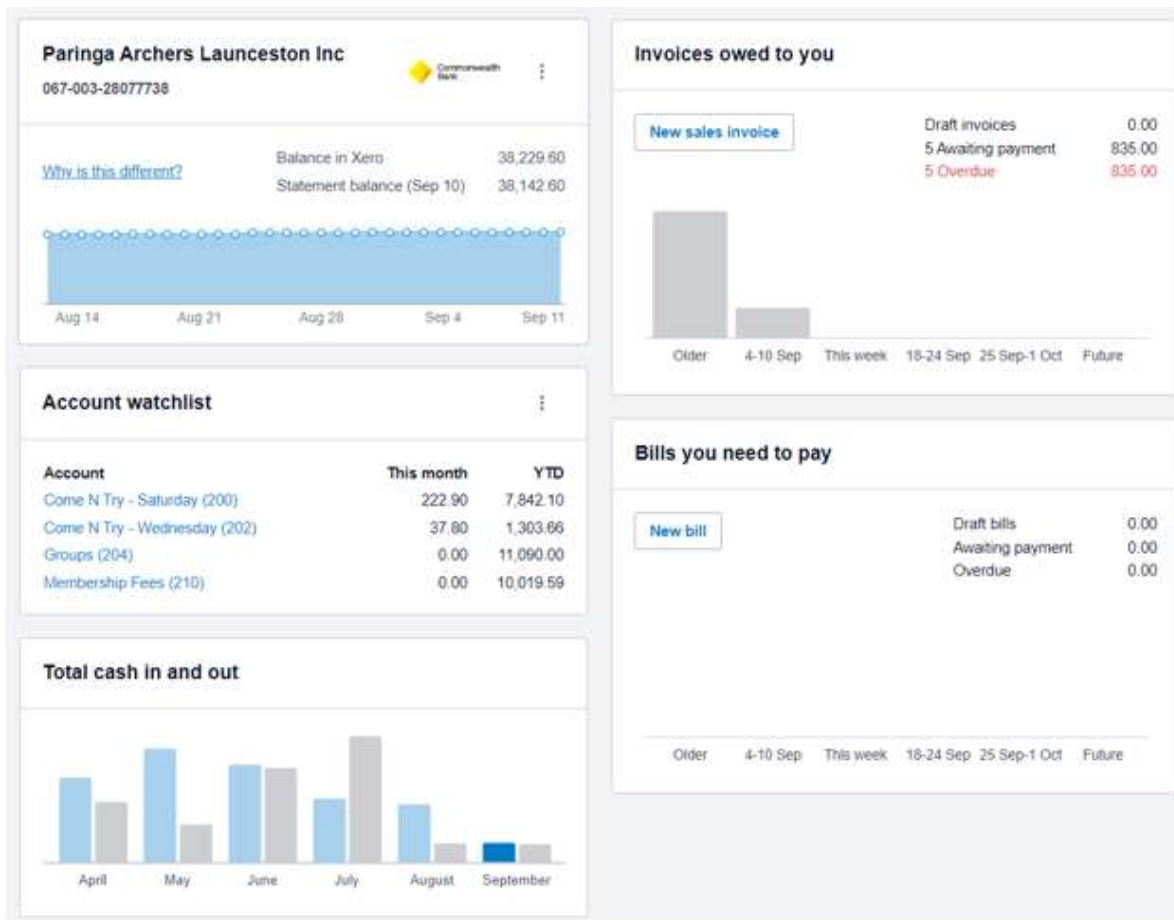 Paringa Archers Launceston Inc
067-003-28077738
Commonwealth
Bank
Why is this different?
Balance in Xero 38,229.60
Statement balance (Sep 10) 38,142.60
Aug 14 Aug 21 Aug 28 Sep 4 Sep 11
Account watchlist
Account This month YTD
Come N Try - Saturday (200) 222.90 7,842.10
Come N Try - Wednesday (202) 37.80 1,303.66
Groups (204) 0.00 11,090.00
Membership Fees (210) 0.00 10,019.59
Total cash in and out
April May June July August September
Invoices owed to you
New sales invoice
Draft invoices 0.00
5 Awaiting payment 835.00
5 Overdue 835.00
Older 4-10 Sep This week 18-24 Sep 25 Sep-1 Oct Future
Bills you need to pay
New bill
Draft bills 0.00
Awaiting payment 0.00
Overdue 0.00
Older 4-10 Sep This week 18-24 Sep 25 Sep-1 Oct Future